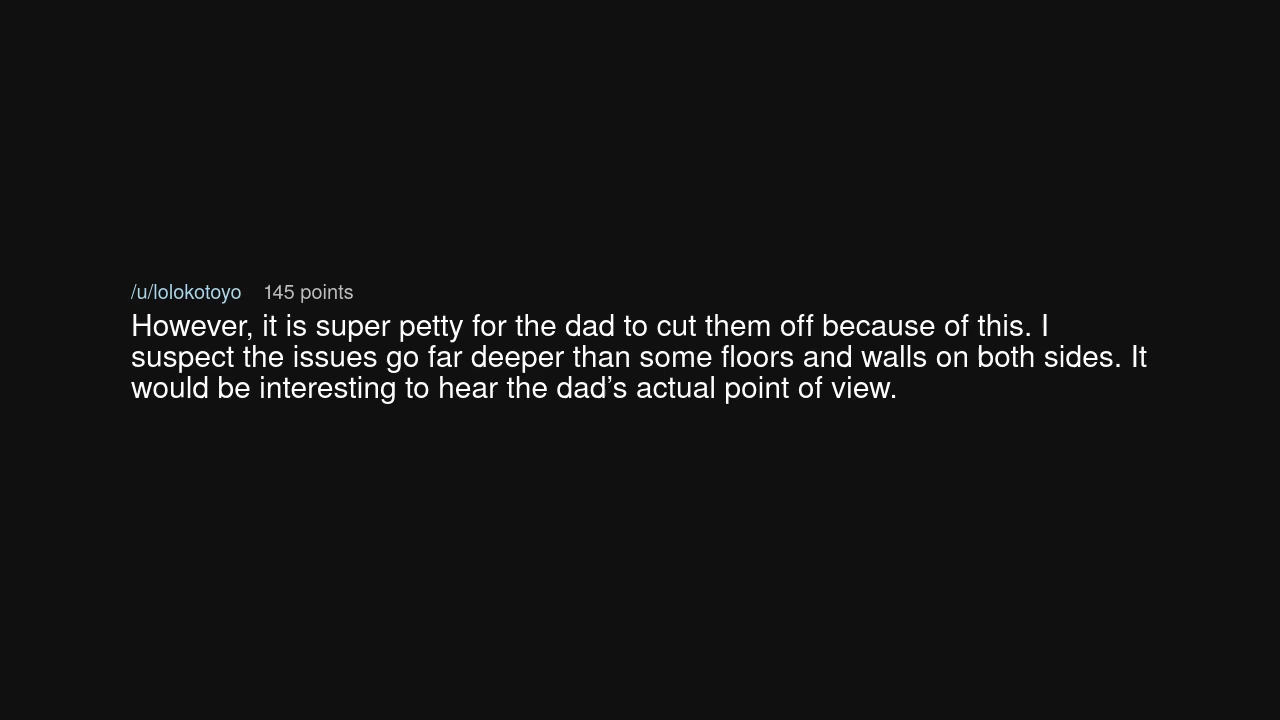 /u/lolokotoyo 145 points
However, it is super petty for the dad to cut them off because of this. I
suspect the issues go far deeper than some floors and walls on both sides. It
would be interesting to hear the dad’s actual point of view.